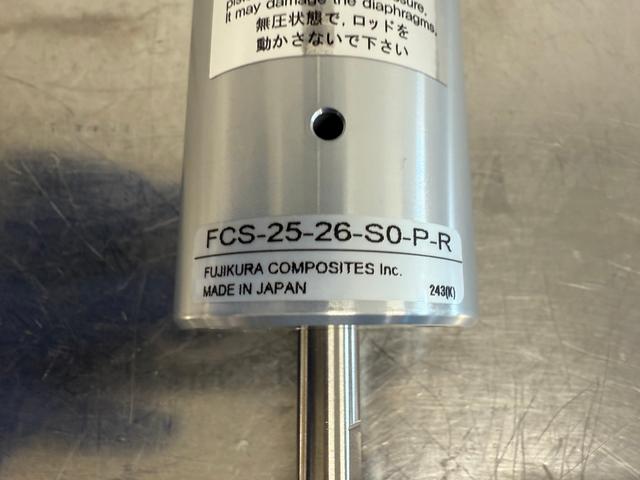 It may damage the diaphragms.
無圧状態で、ロッドを
動かさないで下さい
FCS-25-26-S0-P-R
FUJIKURA COMPOSITES Inc.
MADE IN JAPAN
243(K)